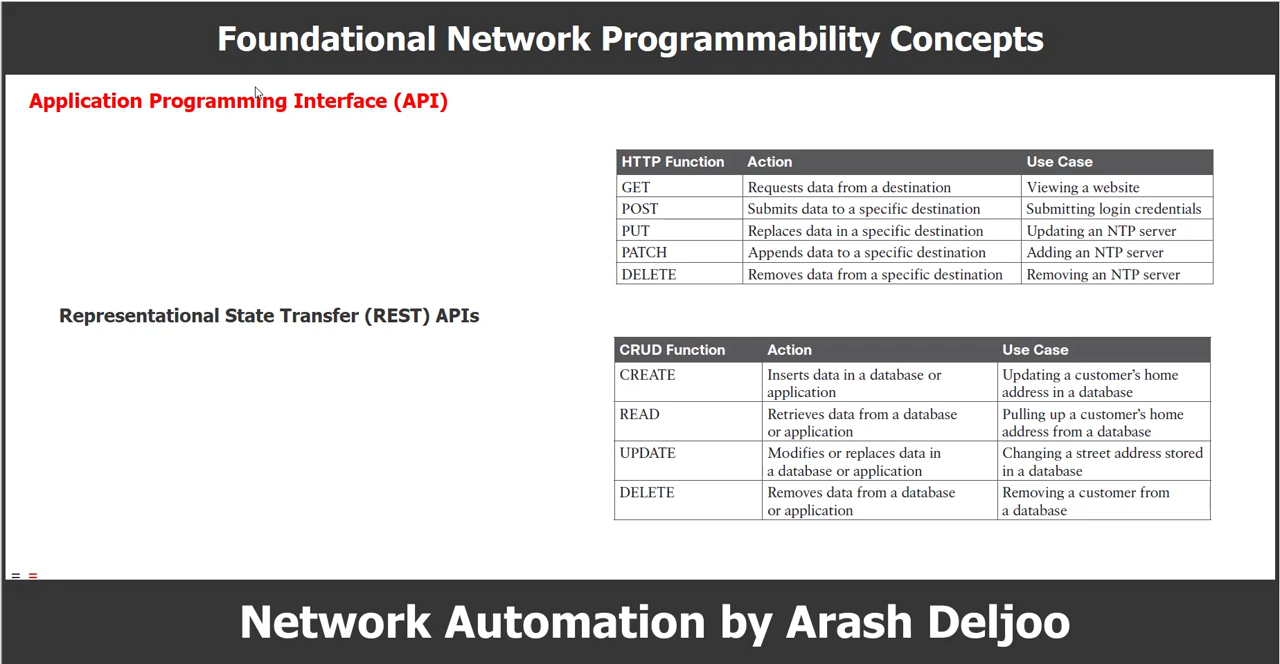 Foundational Network Programmability Concepts
Application Programming Interface (API)
HTTP Function Action Use Case
GET Requests data from a destination Viewing a website
POST Submits data to a specific destination Submitting login credentials
PUT Replaces data in a specific destination Updating an NTP server
PATCH Appends data to a specific destination Adding an NTP server
DELETE Removes data from a specific destination Removing an NTP server
Representational State Transfer (REST) APIs
CRUD Function Action Use Case
CREATE Inserts data in a database or Updating a customer's home
application address in a database
READ Retrieves data from a database Pulling up a customer's home
or application address from a database
UPDATE Modifies or replaces data in Changing a street address stored
a database or application in a database
DELETE Removes data from a database Removing a customer from
or application a database
Network Automation by Arash Deljoo